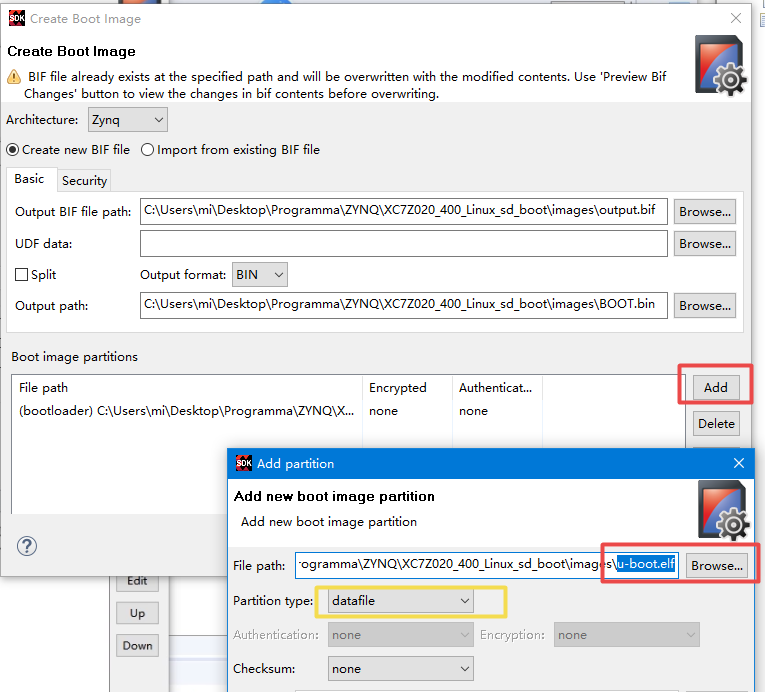 SDK Create Boot Image
Create Boot Image
BIF file already exists at the specified path and will be overwritten with the modified contents. Use 'Preview Bif
Changes' button to view the changes in bif contents before overwriting.
Architecture: Zynq
Create new BIF file Import from existing BIF file
Basic Security
Output BIF file path: C:\Users\mi\Desktop\Programma\ZYNQ\XC7Z020_400_Linux_sd_boot\images\output.bif Browse...
UDF data: Browse...
Split Output format: BIN
Output path: C:\Users\mi\Desktop\Programma\ZYNQ\XC7Z020_400_Linux_sd_boot\images\BOOT.bin Browse...
Boot image partitions
File path Encrypted Authenticat... Add
(bootloader) C:\Users\mi\Desktop\Programma\ZYNQ\X... none none
Delete
SDK Add partition
Add new boot image partition
Add new boot image partition
File path: rogramma\ZYNQ\XC7Z020_400_Linux_sd_boot\images\u-boot.elf Browse...
Edit
Partition type: datafile
Up
Authentication: none Encryption: none
Down
Checksum: none